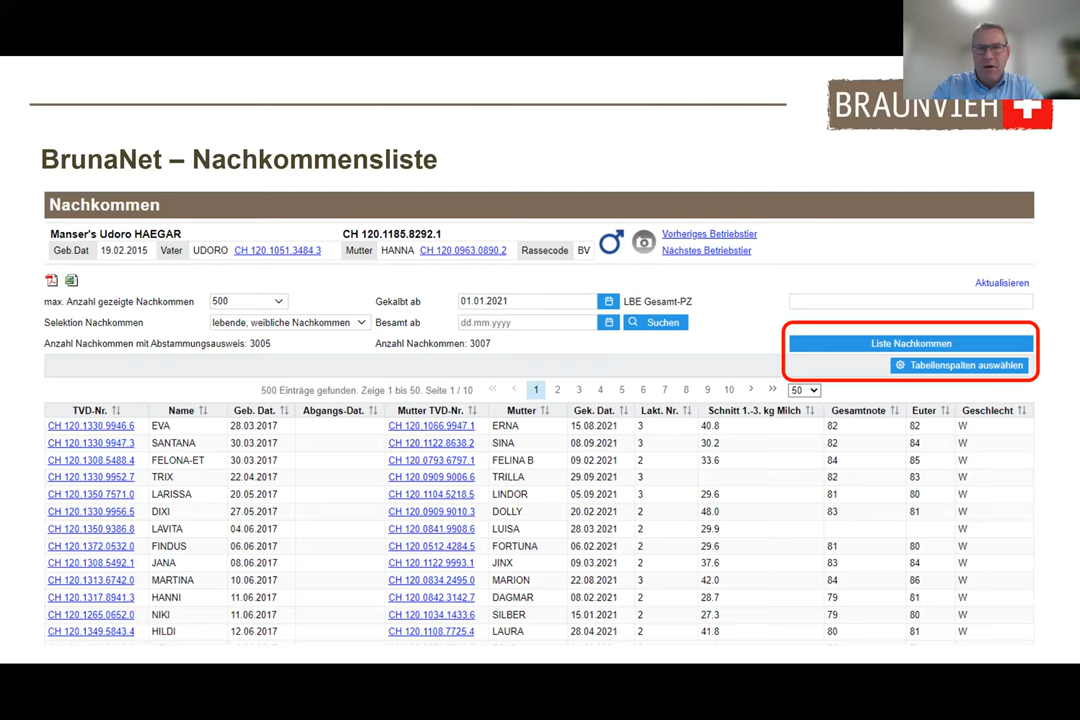 BRAUNVIEH
BrunaNet – Nachkommensliste
Nachkommen
Manser's Udoro HAEGAR CH 120.1185.8292.1
Geb.Dat 19.02.2015 Vater UDORO CH 120.1051.3484.3 Mutter HANNA CH 120.0963.0890.2 Rassecode BV
Vorheriges Betriebstier
Nächstes Betriebstier
Aktualisieren
max. Anzahl gezeigte Nachkommen 500 Gekalbt ab 01.01.2021 LBE Gesamt-PZ
Selektion Nachkommen lebende, weibliche Nachkommen Besamt ab dd.mm.yyyy Suchen
Anzahl Nachkommen mit Abstammungsausweis: 3005 Anzahl Nachkommen: 3007 Liste Nachkommen
Tabellenspalten auswählen
500 Einträge gefunden. Zeige 1 bis 50. Seite 1 / 10 1 2 3 4 5 6 7 8 9 10 50
TVD-Nr. Name Geb. Dat. Abgangs-Dat. Mutter TVD-Nr. Mutter Gek. Dat. Lakt. Nr. Schnitt 1.-3. kg Milch Gesamtnote Euter Geschlecht
CH 120.1330.9946.6 EVA 28.03.2017 CH 120.1066.9947.1 ERNA 15.08.2021 3 40.8 82 82 W
CH 120.1330.9947.3 SANTANA 30.03.2017 CH 120.1122.8638.2 SINA 08.09.2021 3 30.2 82 84 W
CH 120.1308.5488.4 FELONA-ET 30.03.2017 CH 120.0793.6797.1 FELINA B 09.02.2021 2 33.6 84 85 W
CH 120.1330.9952.7 TRIX 22.04.2017 CH 120.0909.9006.6 TRILLA 29.09.2021 3 82 83 W
CH 120.1350.7571.0 LARISSA 20.05.2017 CH 120.1104.5218.5 LINDOR 05.09.2021 3 29.6 81 80 W
CH 120.1330.9956.5 DIXI 27.05.2017 CH 120.0909.9010.3 DOLLY 20.02.2021 2 48.0 83 81 W
CH 120.1350.9386.8 LAVITA 04.06.2017 CH 120.0841.9908.6 LUISA 28.03.2021 2 29.9 W
CH 120.1372.0532.0 FINDUS 06.06.2017 CH 120.0512.4284.5 FORTUNA 06.02.2021 2 29.6 81 80 W
CH 120.1308.5492.1 JANA 08.06.2017 CH 120.1122.9993.1 JINX 09.03.2021 2 37.6 83 84 W
CH 120.1313.6742.0 MARTINA 10.06.2017 CH 120.0834.2495.0 MARION 22.08.2021 3 42.0 84 86 W
CH 120.1317.8941.3 HANNI 11.06.2017 CH 120.0842.3142.7 DAGMAR 08.02.2021 2 28.7 79 81 W
CH 120.1265.0652.0 NIKI 11.06.2017 CH 120.1034.1433.6 SILBER 15.01.2021 2 27.3 79 80 W
CH 120.1349.5843.4 HILDI 12.06.2017 CH 120.1108.7725.4 LAURA 28.04.2021 2 41.8 80 81 W